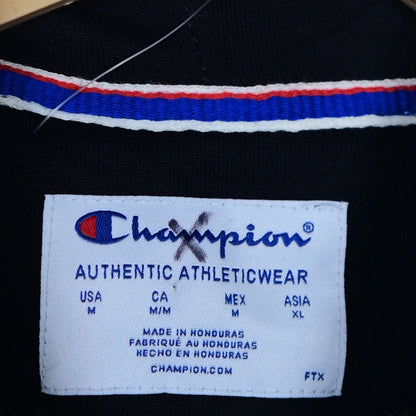 Champion®
AUTHENTIC ATHLETICWEAR
USA CA MEX ASIA
M M/M M XL
MADE IN HONDURAS
FABRIQUÉ AU HONDURAS
HECHO EN HONDURAS
CHAMPION.COM
FTX